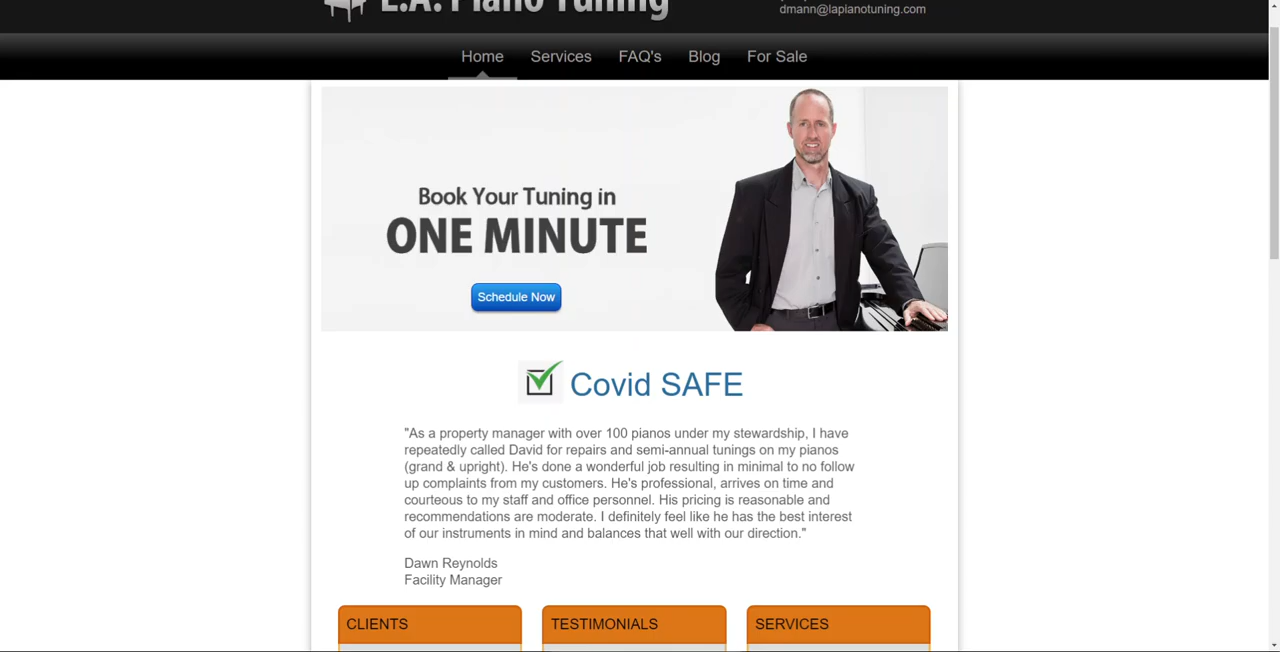 L.A. Piano Tuning
dmann@lapianotuning.com
Home Services FAQ's Blog For Sale
Book Your Tuning in
ONE MINUTE
Schedule Now
Covid SAFE
"As a property manager with over 100 pianos under my stewardship, I have
repeatedly called David for repairs and semi-annual tunings on my pianos
(grand & upright). He's done a wonderful job resulting in minimal to no follow
up complaints from my customers. He's professional, arrives on time and
courteous to my staff and office personnel. His pricing is reasonable and
recommendations are moderate. I definitely feel like he has the best interest
of our instruments in mind and balances that well with our direction."
Dawn Reynolds
Facility Manager
CLIENTS TESTIMONIALS SERVICES